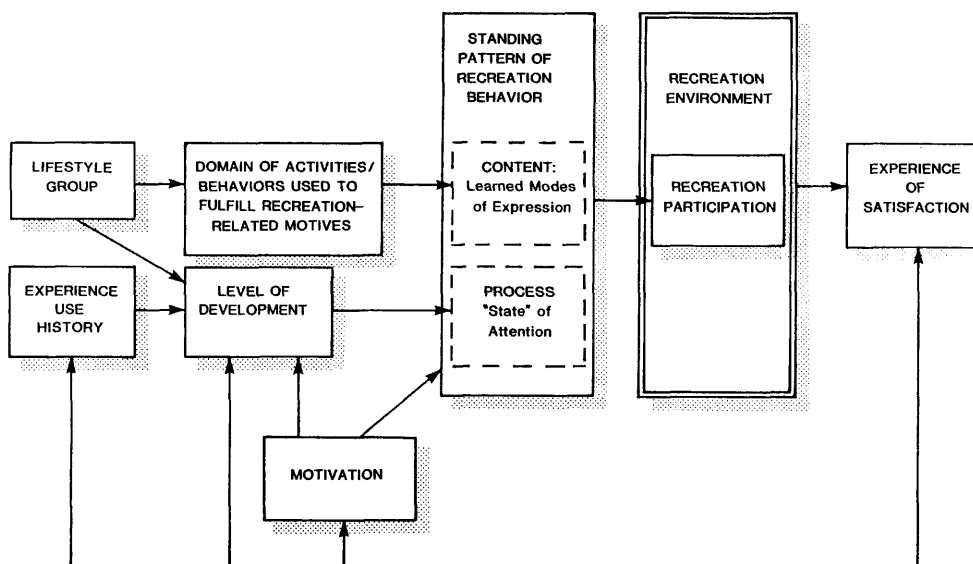 STANDING
PATTERN OF
RECREATION
BEHAVIOR
RECREATION
ENVIRONMENT
LIFESTYLE
GROUP
DOMAIN OF ACTIVITIES/
BEHAVIORS USED TO
FULFILL RECREATION–
RELATED MOTIVES
CONTENT:
Learned Modes
of Expression
RECREATION
PARTICIPATION
EXPERIENCE
OF
SATISFACTION
EXPERIENCE
USE
HISTORY
LEVEL OF
DEVELOPMENT
PROCESS
"State" of
Attention
MOTIVATION